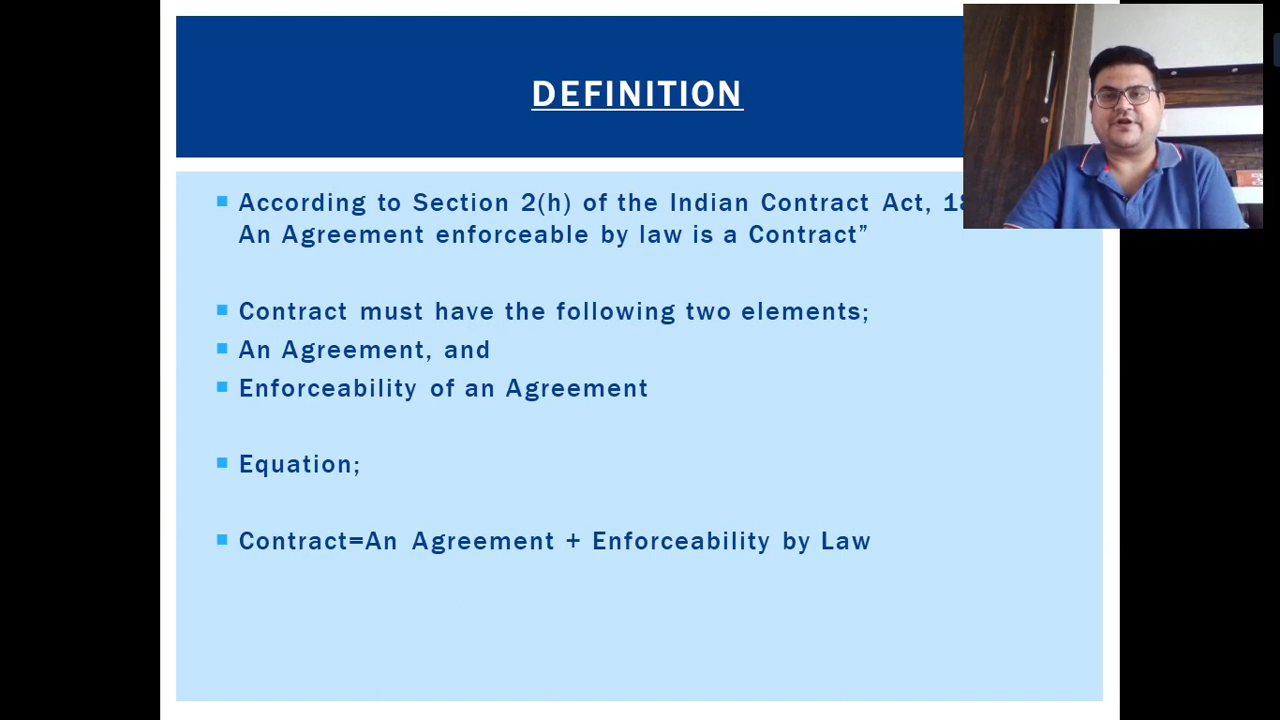 DEFINITION
According to Section 2(h) of the Indian Contract Act,
An Agreement enforceable by law is a Contract”
Contract must have the following two elements;
An Agreement, and
Enforceability of an Agreement
Equation;
Contract=An Agreement + Enforceability by Law